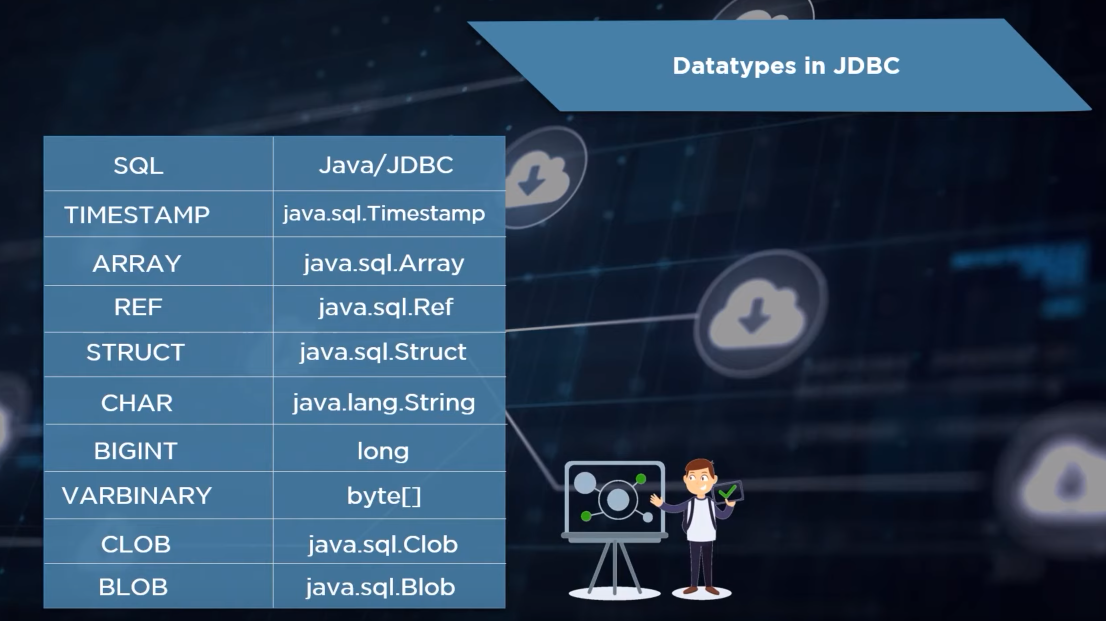 Datatypes in JDBC
SQL Java/JDBC
TIMESTAMP java.sql.Timestamp
ARRAY java.sql.Array
REF java.sql.Ref
STRUCT java.sql.Struct
CHAR java.lang.String
BIGINT long
VARBINARY byte[]
CLOB java.sql.Clob
BLOB java.sql.Blob